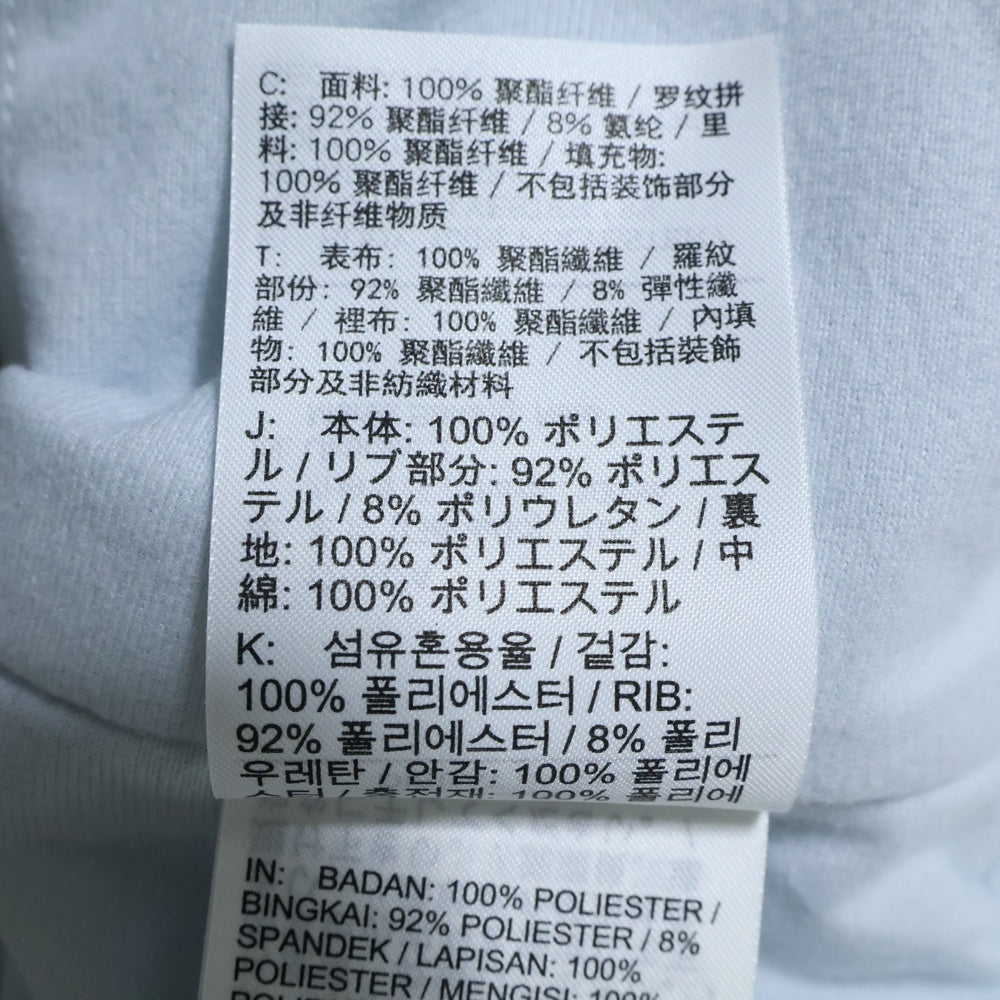 C: 面料: 100% 聚酯纤维 / 罗纹拼
接: 92% 聚酯纤维 / 8% 氨纶 / 里
料: 100% 聚酯纤维 / 填充物:
100% 聚酯纤维 / 不包括装饰部分
及非纤维物质
T: 表布: 100% 聚酯纖維 / 羅紋
部份: 92% 聚酯纖維 / 8% 彈性纖
維 / 裡布: 100% 聚酯纖維 / 內填
物: 100% 聚酯纖維 / 不包括裝飾
部分及非紡織材料
J: 本体: 100% ポリエステ
ル / リブ部分: 92% ポリエス
テル / 8% ポリウレタン / 裏
地: 100% ポリエステル / 中
綿: 100% ポリエステル
K: 섬유혼용율 / 겉감:
100% 폴리에스터 / RIB:
92% 폴리에스터 / 8% 폴리
우레탄 / 안감: 100% 폴리에
스터 / 충전재: 100% 폴리에
IN: BADAN: 100% POLIESTER /
BINGKAI: 92% POLIESTER / 8%
SPANDEK / LAPISAN: 100%
POLIESTER / MENGISI: 100%